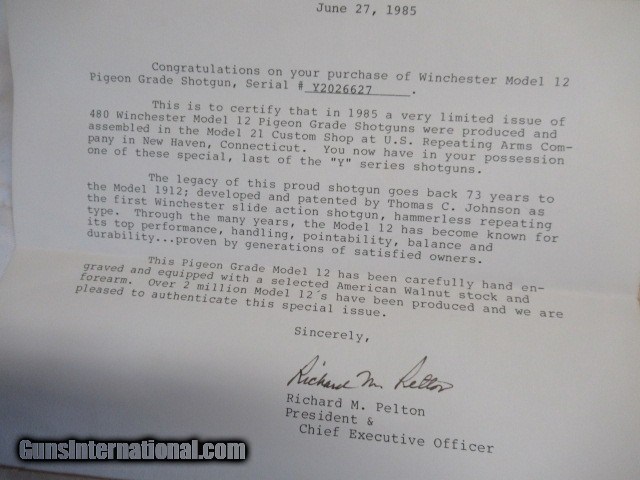 June 27, 1985
Congratulations on your purchase of Winchester Model 12
Pigeon Grade Shotgun, Serial # Y2026627 .
This is to certify that in 1985 a very limited issue of
480 Winchester Model 12 Pigeon Grade Shotguns were produced and
assembled in the Model 21 Custom Shop at U.S. Repeating Arms Com-
pany in New Haven, Connecticut. You now have in your possession
one of these special, last of the "Y" series shotguns.
The legacy of this proud shotgun goes back 73 years to
the Model 1912; developed and patented by Thomas C. Johnson as
the first Winchester slide action shotgun, hammerless repeating
type. Through the many years, the Model 12 has become known for
its top performance, handling, pointability, balance and
durability...proven by generations of satisfied owners.
This Pigeon Grade Model 12 has been carefully hand en-
graved and equipped with a selected American Walnut stock and
forearm. Over 2 million Model 12's have been produced and we are
pleased to authenticate this special issue.
Sincerely,
Richard M. Pelton
Richard M. Pelton
President &
Chief Executive Officer
GunsInternational.com